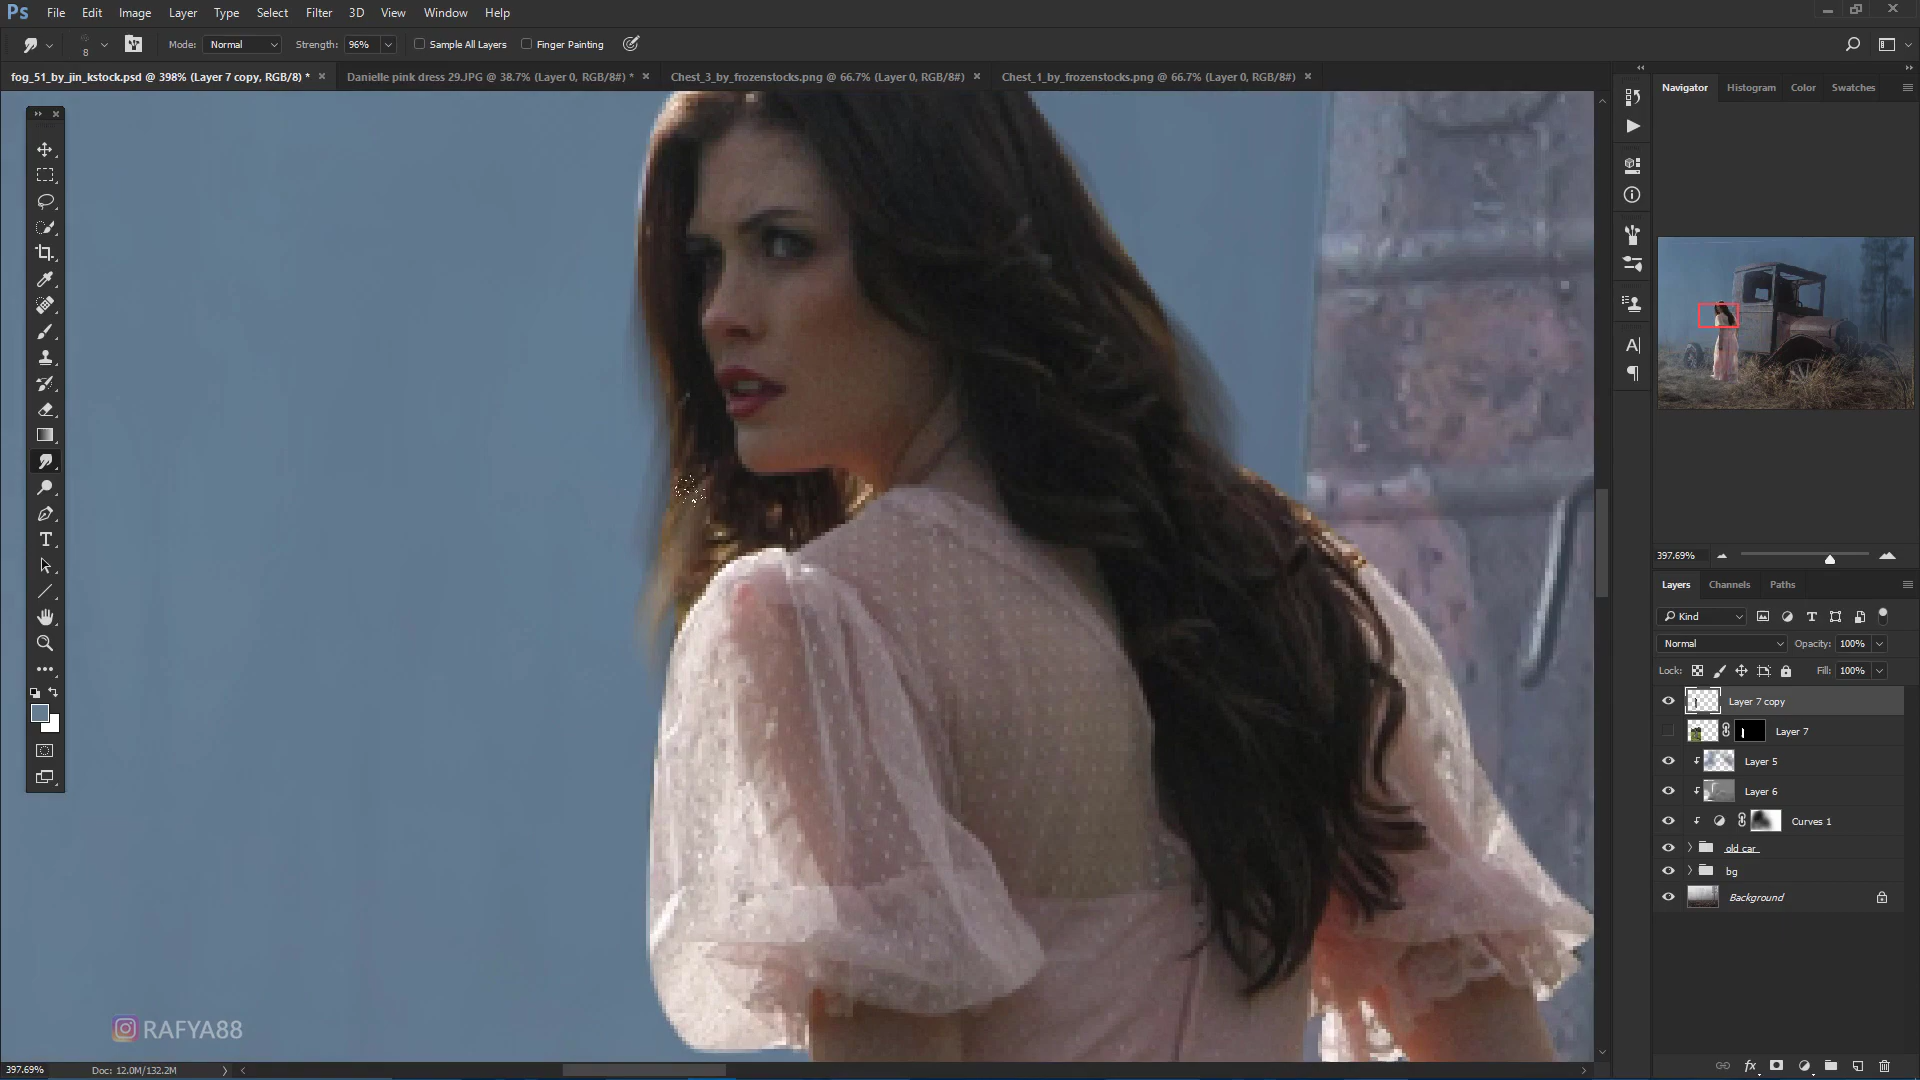 Ps File Edit Image Layer Type Select Filter 3D View Window Help
8 Mode: Normal Strength: 96% Sample All Layers Finger Painting
fog_51_by_jin_kstock.psd @ 398% (Layer 7 copy, RGB/8) * × Danielle pink dress 29.JPG @ 38.7% (Layer 0, RGB/8#) * × Chest_3_by_frozenstocks.png @ 66.7% (Layer 0, RGB/8#) × Chest_1_by_frozenstocks.png @ 66.7% (Layer 0, RGB/8#) ×
Navigator Histogram Color Swatches
397.69%
Layers Channels Paths
Kind
Normal Opacity: 100%
Lock: Fill: 100%
Layer 7 copy
Layer 7
Layer 5
Layer 6
Curves 1
old car
bg
Background
RAFYA88
397.69% Doc: 12.0M/132.2M